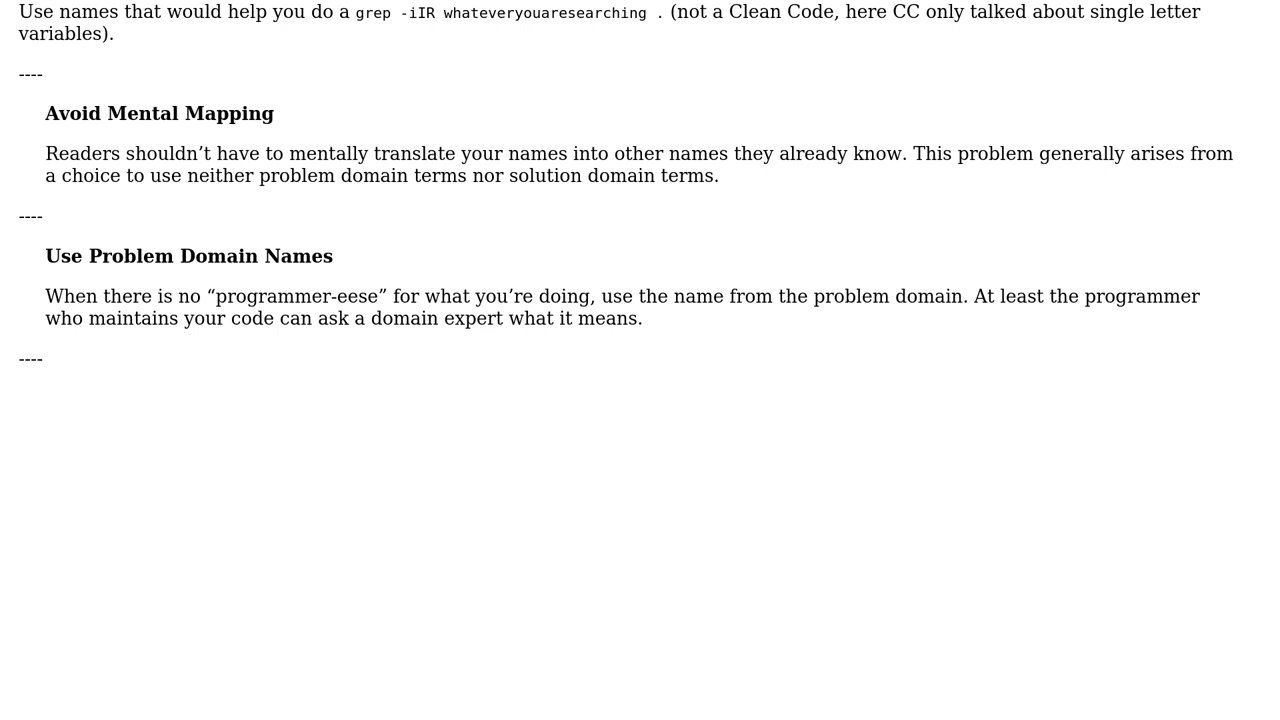 Use names that would help you do a grep -iIR whateveryouaresearching . (not a Clean Code, here CC only talked about single letter
variables).
----
Avoid Mental Mapping
Readers shouldn’t have to mentally translate your names into other names they already know. This problem generally arises from
a choice to use neither problem domain terms nor solution domain terms.
----
Use Problem Domain Names
When there is no “programmer-eese” for what you’re doing, use the name from the problem domain. At least the programmer
who maintains your code can ask a domain expert what it means.
----